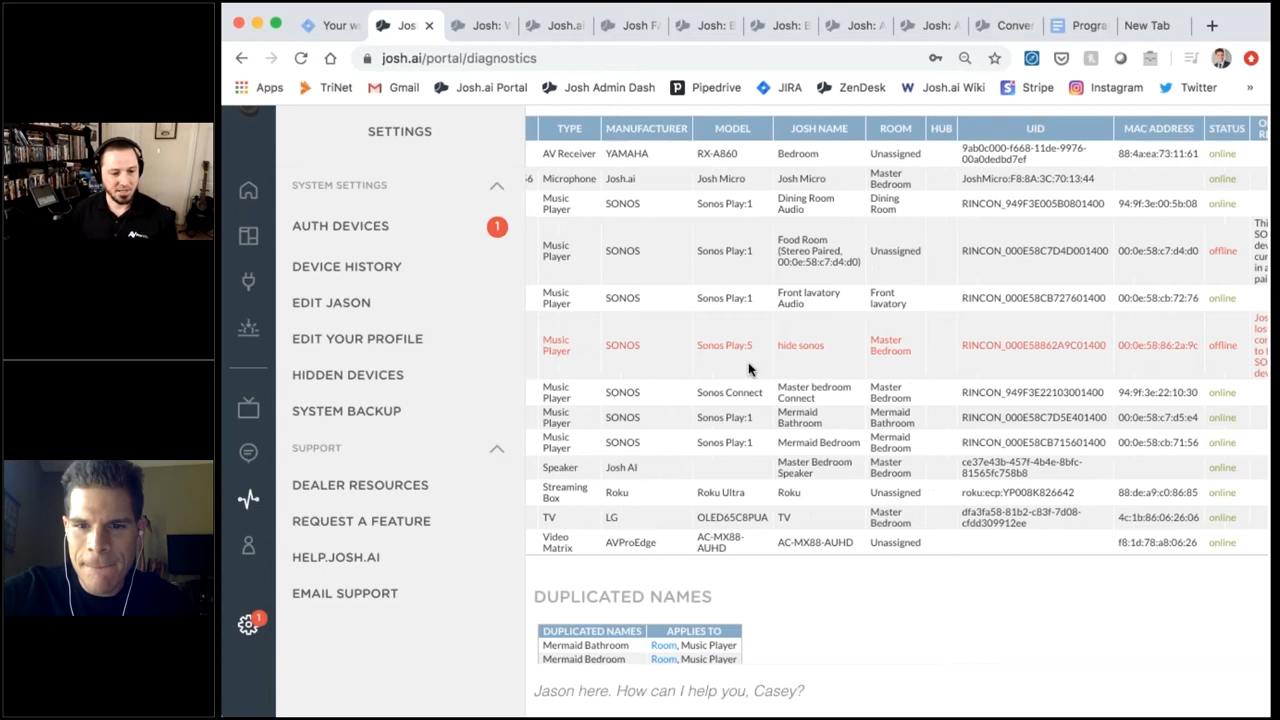 Your w
Josh
Josh: W
Josh.ai
Josh FA
Josh: E
Josh: E
Josh: A
Josh: A
Conver
Progra
New Tab
josh.ai/portal/diagnostics
Apps
TriNet
Gmail
Josh.ai Portal
Josh Admin Dash
Pipedrive
JIRA
ZenDesk
Josh.ai Wiki
Stripe
Instagram
Twitter
»
SETTINGS
SYSTEM SETTINGS
AUTH DEVICES 1
DEVICE HISTORY
EDIT JASON
EDIT YOUR PROFILE
HIDDEN DEVICES
SYSTEM BACKUP
SUPPORT
DEALER RESOURCES
REQUEST A FEATURE
HELP.JOSH.AI
EMAIL SUPPORT
1
TYPE MANUFACTURER MODEL JOSH NAME ROOM HUB UID MAC ADDRESS STATUS
AV Receiver YAMAHA RX-A860 Bedroom Unassigned 9ab0c000-f668-11de-9976-00a0dedbd7ef 88:4a:ea:73:11:61 online
Microphone Josh.ai Josh Micro Josh Micro Master Bedroom JoshMicro:F8:8A:3C:70:13:44 online
Music Player SONOS Sonos Play:1 Dining Room Audio Dining Room RINCON_949F3E005B0801400 94:9f:3e:00:5b:08 online
Music Player SONOS Sonos Play:1 Food Room (Stereo Paired, 00:0e:58:c7:d4:d0) Unassigned RINCON_000E58C7D4D001400 00:0e:58:c7:d4:d0 offline
Music Player SONOS Sonos Play:1 Front lavatory Audio Front lavatory RINCON_000E58CB727601400 00:0e:58:cb:72:76 online
Music Player SONOS Sonos Play:5 hide sonos Master Bedroom RINCON_000E58862A9C01400 00:0e:58:86:2a:9c offline
Music Player SONOS Sonos Connect Master bedroom Connect Master Bedroom RINCON_949F3E22103001400 94:9f:3e:22:10:30 online
Music Player SONOS Sonos Play:1 Mermaid Bathroom Mermaid Bathroom RINCON_000E58C7D5E401400 00:0e:58:c7:d5:e4 online
Music Player SONOS Sonos Play:1 Mermaid Bedroom Mermaid Bedroom RINCON_000E58CB715601400 00:0e:58:cb:71:56 online
Speaker Josh AI Master Bedroom Speaker Master Bedroom ce37e43b-457f-4b4e-8bfc-81565fc758b8 online
Streaming Box Roku Roku Ultra Roku Unassigned roku:ecp:YP008K826642 88:de:a9:c0:86:85 online
TV LG OLED65C8PUA TV Master Bedroom dfa3fa58-81b2-c83f-7d08-cfdd309912ee 4c:1b:86:06:26:06 online
Video Matrix AVProEdge AC-MX88-AUHD AC-MX88-AUHD Unassigned f8:1d:78:a8:06:26 online
DUPLICATED NAMES
DUPLICATED NAMES APPLIES TO
Mermaid Bathroom Room, Music Player
Mermaid Bedroom Room, Music Player
Jason here. How can I help you, Casey?